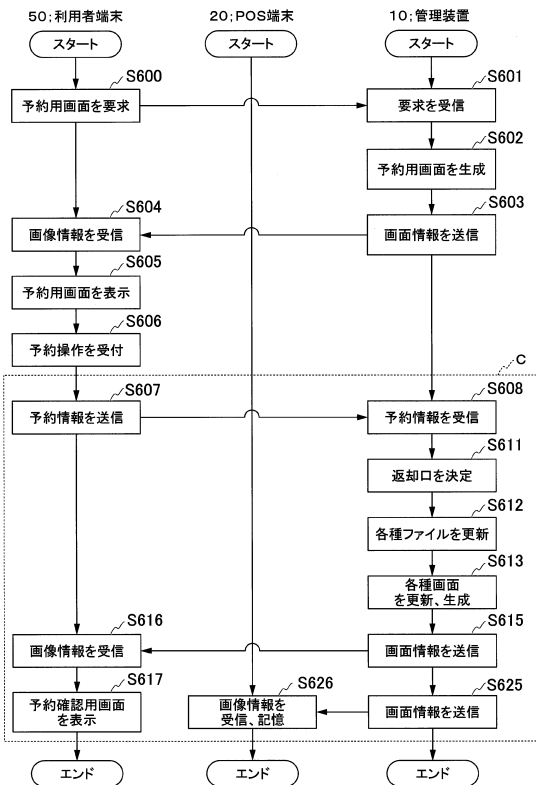 50;利用者端末
20;POS端末
10;管理装置
スタート
スタート
スタート
S600
予約用画面を要求
S601
要求を受信
S602
予約用画面を生成
S603
画面情報を送信
S604
画像情報を受信
S605
予約用画面を表示
S606
予約操作を受付
C
S607
予約情報を送信
S608
予約情報を受信
S611
返却口を決定
S612
各種ファイルを更新
S613
各種画面
を更新、生成
S615
画面情報を送信
S616
画像情報を受信
S617
予約確認用画面
を表示
S625
画面情報を送信
S626
画像情報を
受信、記憶
エンド
エンド
エンド